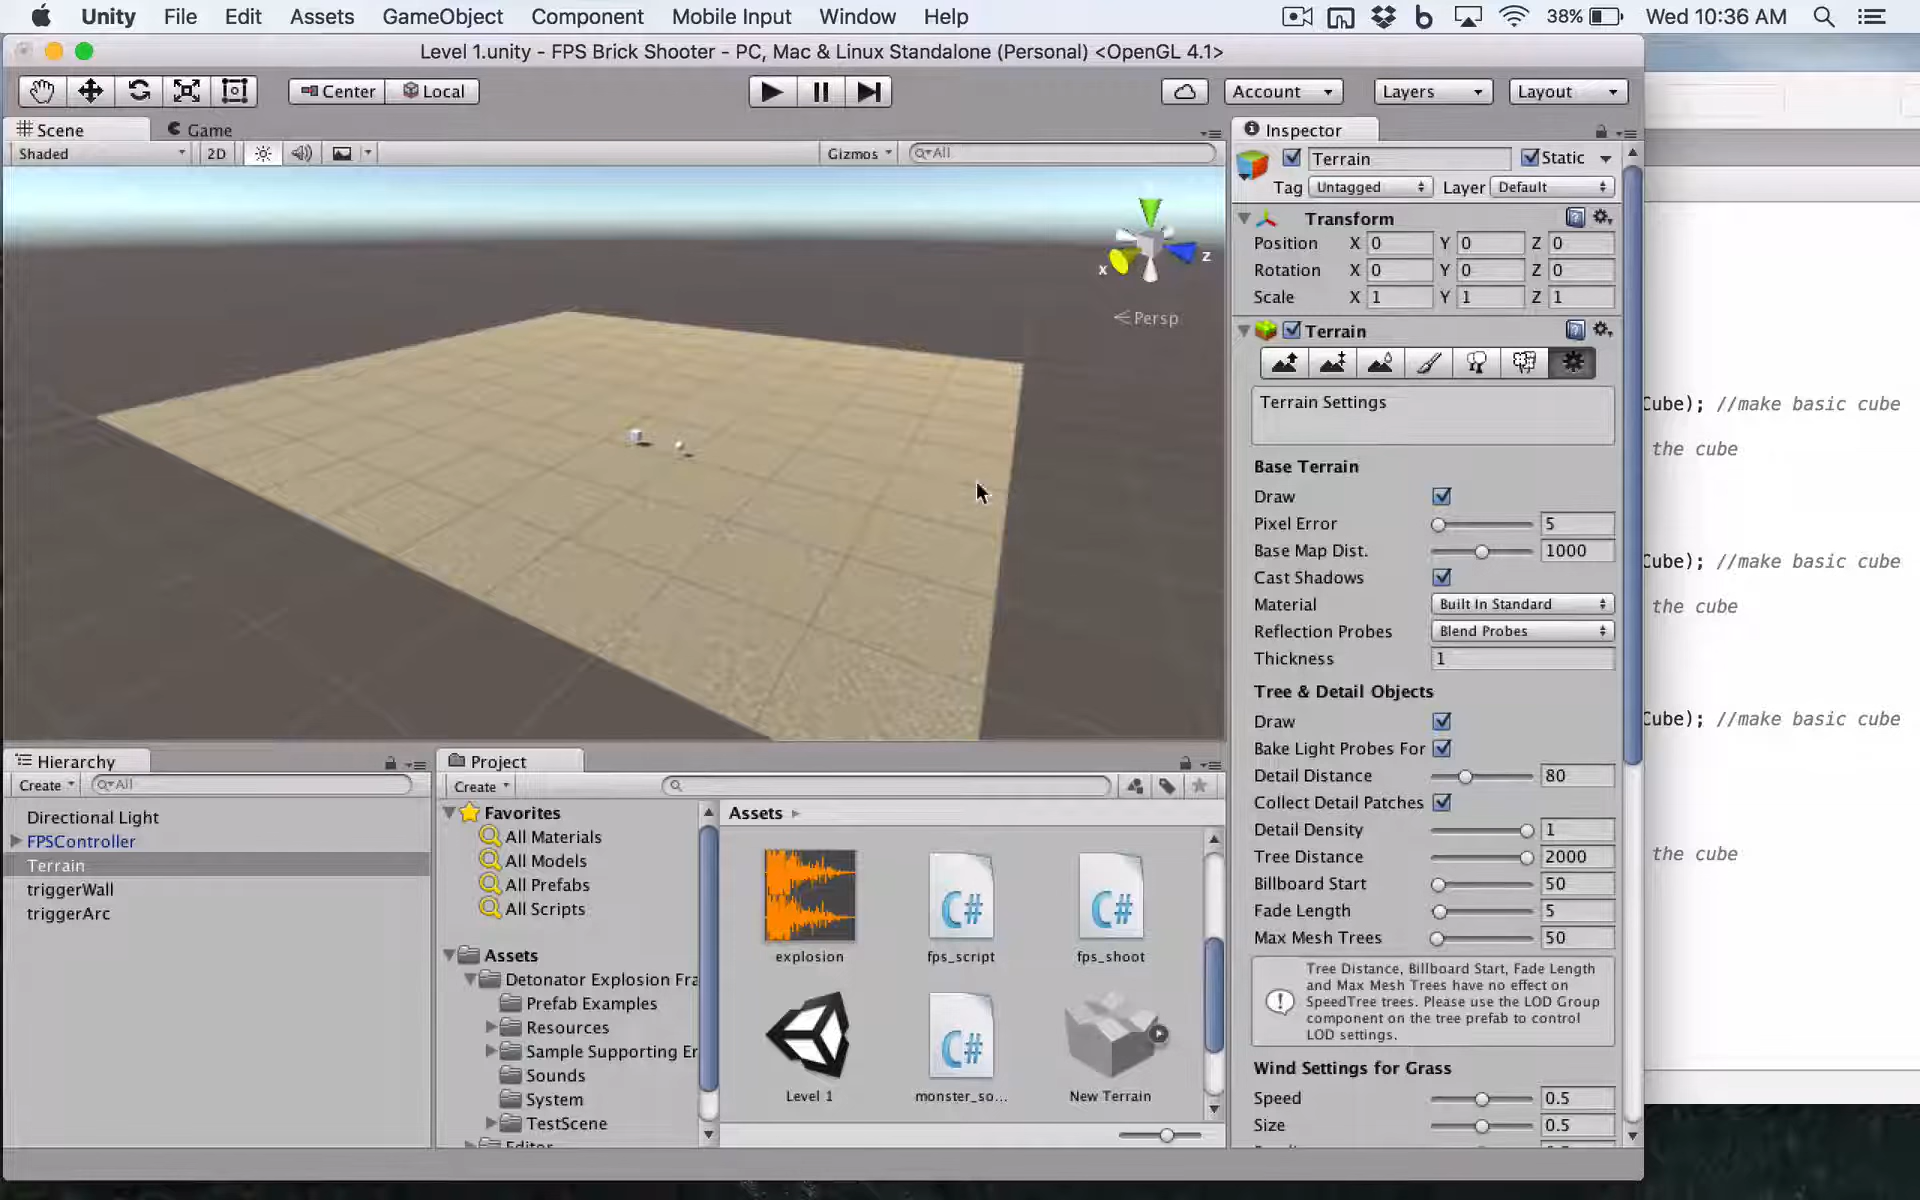 Unity File Edit Assets GameObject Component Mobile Input Window Help 38% Wed 10:36 AM
Level 1.unity - FPS Brick Shooter - PC, Mac & Linux Standalone (Personal) <OpenGL 4.1>
Center Local Account Layers Layout
Scene Game
Shaded 2D Gizmos All
x z
Persp
Inspector
Terrain Static
Tag Untagged Layer Default
Transform
Position X 0 Y 0 Z 0
Rotation X 0 Y 0 Z 0
Scale X 1 Y 1 Z 1
Terrain
Terrain Settings
Base Terrain
Draw
Pixel Error 5
Base Map Dist. 1000
Cast Shadows
Material Built In Standard
Reflection Probes Blend Probes
Thickness 1
Tree & Detail Objects
Draw
Bake Light Probes For
Detail Distance 80
Collect Detail Patches
Detail Density 1
Tree Distance 2000
Billboard Start 50
Fade Length 5
Max Mesh Trees 50
Tree Distance, Billboard Start, Fade Length
and Max Mesh Trees have no effect on
SpeedTree trees. Please use the LOD Group
component on the tree prefab to control
LOD settings.
Wind Settings for Grass
Speed 0.5
Size 0.5
Cube); //make basic cube
the cube
Cube); //make basic cube
the cube
Cube); //make basic cube
the cube
Hierarchy
Create All
Directional Light
FPSController
Terrain
triggerWall
triggerArc
Project
Create
Favorites
All Materials
All Models
All Prefabs
All Scripts
Assets
Detonator Explosion Fra
Prefab Examples
Resources
Sample Supporting Er
Sounds
System
TestScene
Assets
C# C#
explosion fps_script fps_shoot
C#
Level 1 monster_so... New Terrain